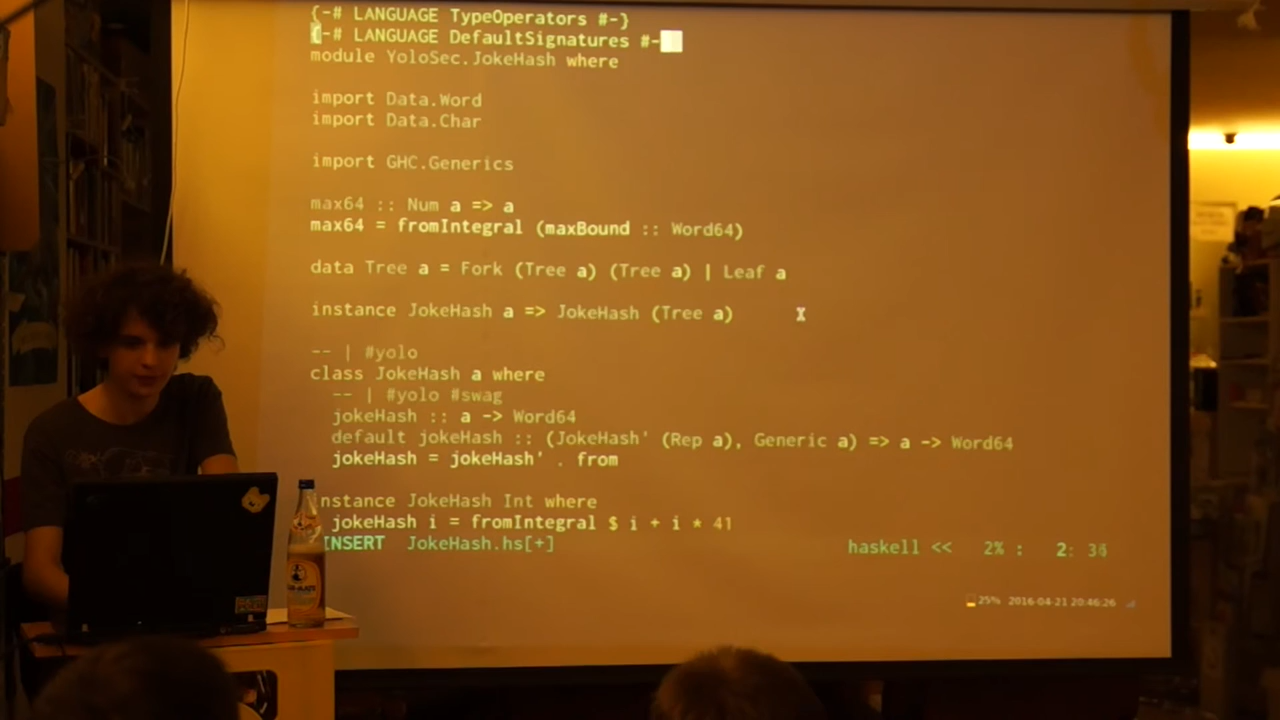 {-# LANGUAGE TypeOperators #-}
{-# LANGUAGE DefaultSignatures #-
module YoloSec.JokeHash where
import Data.Word
import Data.Char
import GHC.Generics
max64 :: Num a => a
max64 = fromIntegral (maxBound :: Word64)
data Tree a = Fork (Tree a) (Tree a) | Leaf a
instance JokeHash a => JokeHash (Tree a)
-- | #yolo
class JokeHash a where
-- | #yolo #swag
jokeHash :: a -> Word64
default jokeHash :: (JokeHash' (Rep a), Generic a) => a -> Word64
jokeHash = jokeHash' . from
nstance JokeHash Int where
jokeHash i = fromIntegral $ i + i * 41
INSERT JokeHash.hs[+] haskell << 2% : 2: 38
25% 2016-04-21 20:46:26